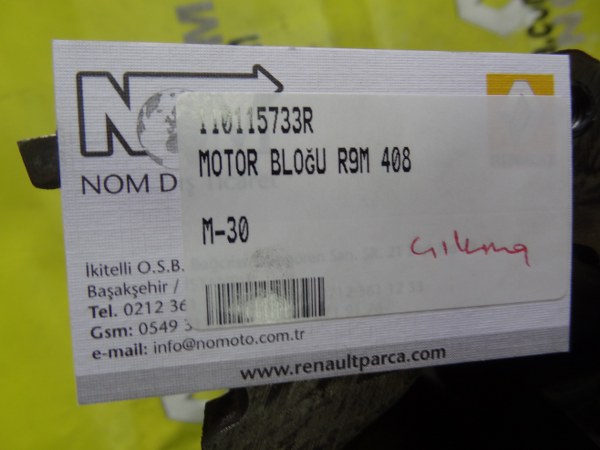 NOM
NOM D
110115733R
MOTOR BLOĞU R9M 408
M-30
çıkma
İkitelli O.S.B.
Başakşehir /
Tel. 0212 36
Gsm: 0549 3
e-mail: info@nomoto.com.tr
www.renaultparca.com